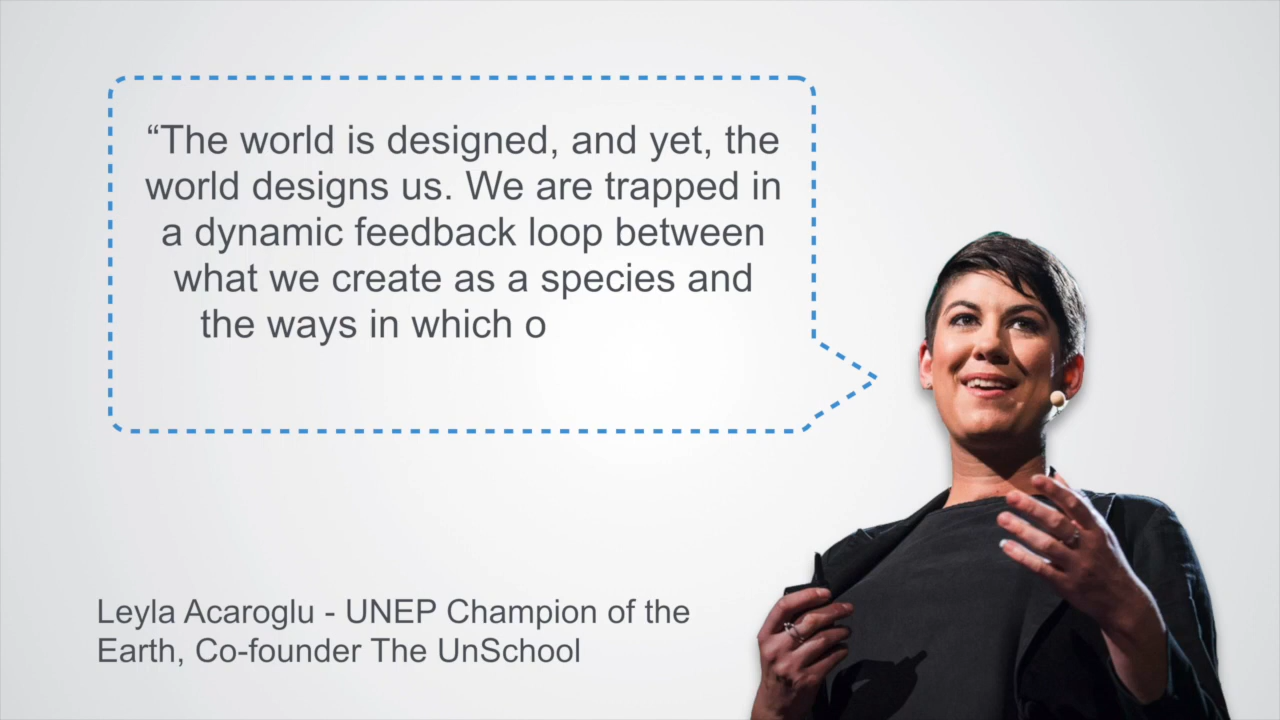 “The world is designed, and yet, the
world designs us. We are trapped in
a dynamic feedback loop between
what we create as a species and
the ways in which o
Leyla Acaroglu - UNEP Champion of the
Earth, Co-founder The UnSchool